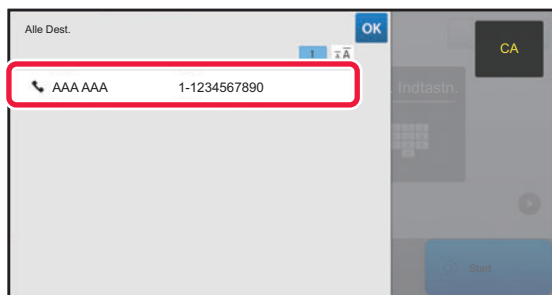 Alle Dest.
OK
1
CA
AAA AAA 1-1234567890
Indtastn.
Start